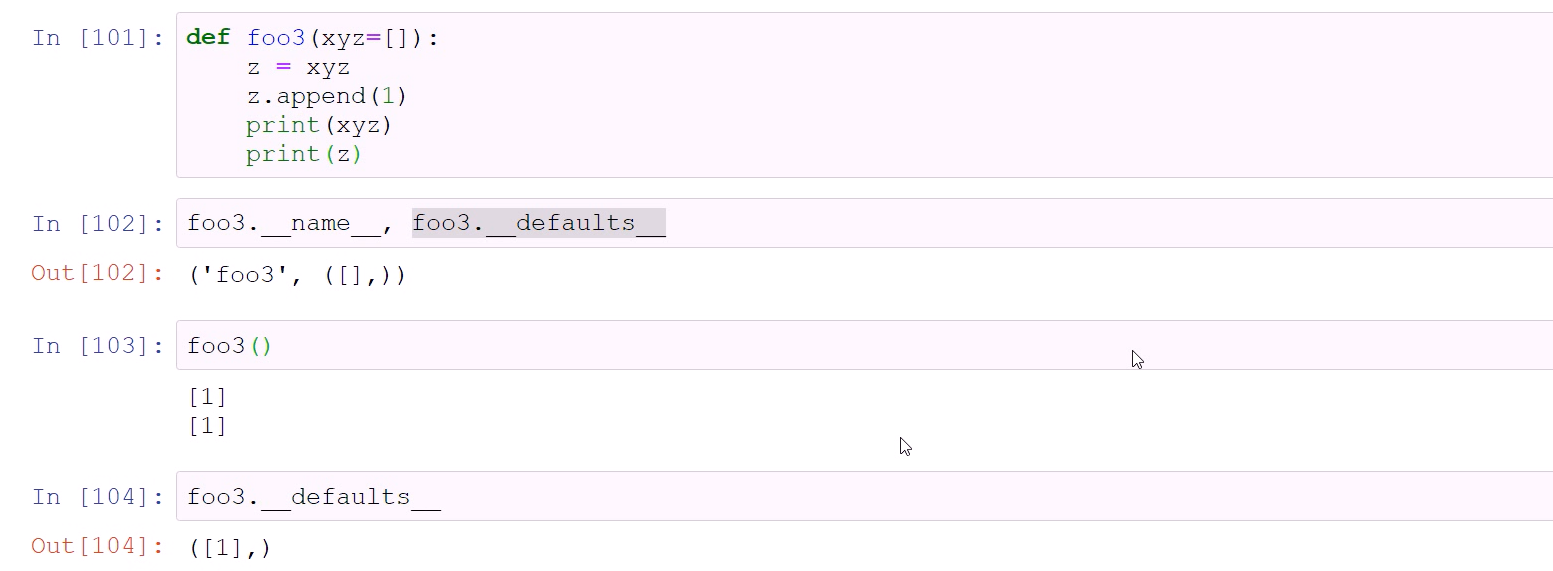 In [101]: def foo3(xyz=[]):
    z = xyz
    z.append(1)
    print(xyz)
    print(z)
In [102]: foo3.__name__, foo3.__defaults__
Out[102]: ('foo3', ([],))
In [103]: foo3()
[1]
[1]
In [104]: foo3.__defaults__
Out[104]: ([1],)